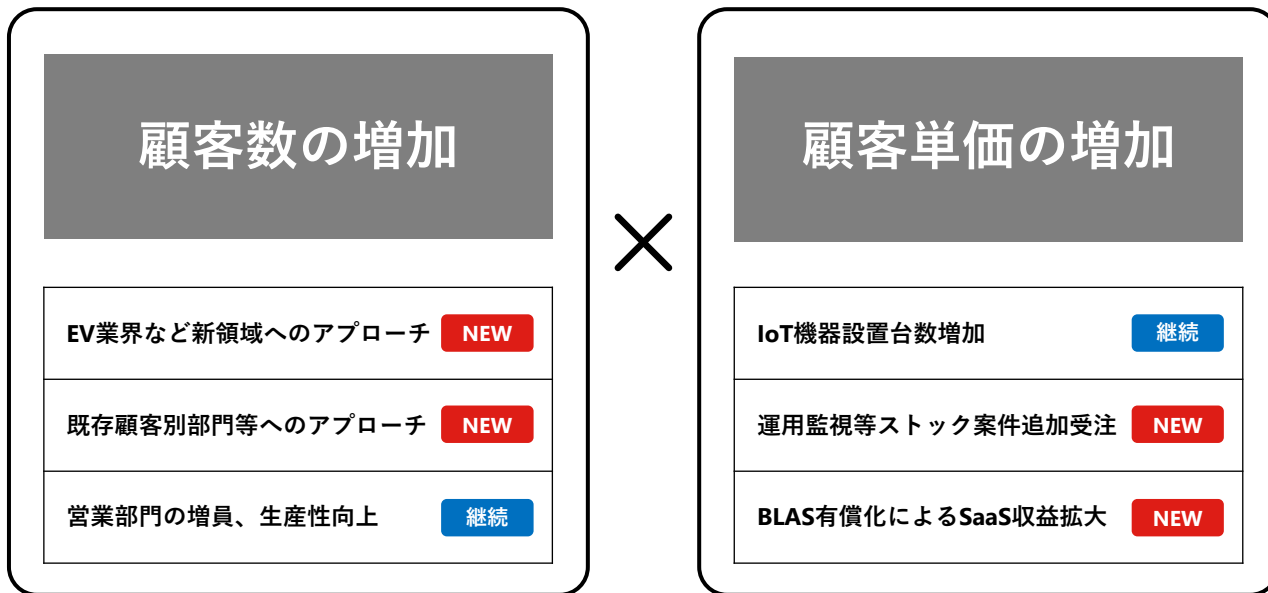 顧客数の増加
EV業界など新領域へのアプローチ NEW
既存顧客別部門等へのアプローチ NEW
営業部門の増員、生産性向上 継続
×
顧客単価の増加
IoT機器設置台数増加 継続
運用監視等ストック案件追加受注 NEW
BLAS有償化によるSaaS収益拡大 NEW